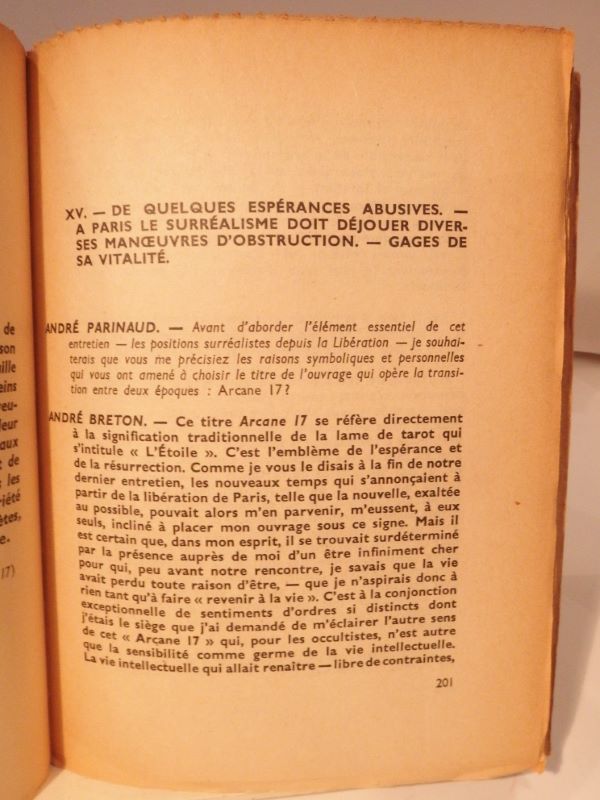 de
son
ille
eins
reu-
leur
aux
t de
les
iété
ètes,
e.
17)
XV. — DE QUELQUES ESPÉRANCES ABUSIVES. —
A PARIS LE SURRÉALISME DOIT DÉJOUER DIVER-
SES MANŒUVRES D'OBSTRUCTION. — GAGES DE
SA VITALITÉ.
ANDRÉ PARINAUD. — Avant d'aborder l'élément essentiel de cet
entretien — les positions surréalistes depuis la Libération — je souhai-
terais que vous me précisiez les raisons symboliques et personnelles
qui vous ont amené à choisir le titre de l'ouvrage qui opère la transi-
tion entre deux époques : Arcane 17?
ANDRÉ BRETON. — Ce titre Arcane 17 se réfère directement
à la signification traditionnelle de la lame de tarot qui
s'intitule « L'Étoile ». C'est l'emblème de l'espérance et
de la résurrection. Comme je vous le disais à la fin de notre
dernier entretien, les nouveaux temps qui s'annonçaient à
partir de la libération de Paris, telle que la nouvelle, exaltée
au possible, pouvait alors m'en parvenir, m'eussent, à eux
seuls, incliné à placer mon ouvrage sous ce signe. Mais il
est certain que, dans mon esprit, il se trouvait surdéterminé
par la présence auprès de moi d'un être infiniment cher
pour qui, peu avant notre rencontre, je savais que la vie
avait perdu toute raison d'être, — que je n'aspirais donc à
rien tant qu'à faire « revenir à la vie ». C'est à la conjonction
exceptionnelle de sentiments d'ordres si distincts dont
j'étais le siège que j'ai demandé de m'éclairer l'autre sens
de cet « Arcane 17 » qui, pour les occultistes, n'est autre
que la sensibilité comme germe de la vie intellectuelle.
La vie intellectuelle qui allait renaître — libre de contraintes,
201